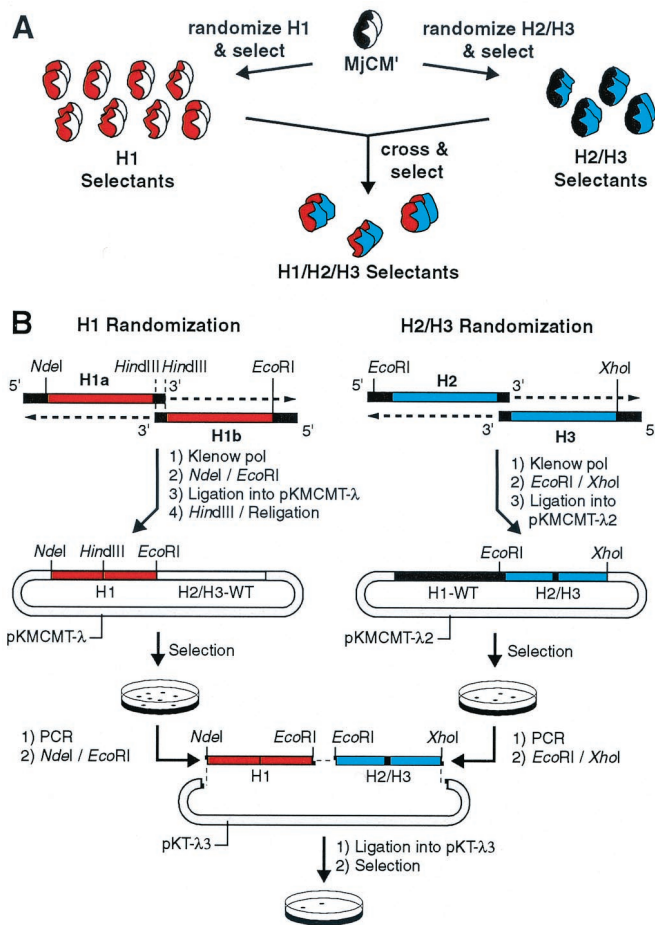 A
randomize H1
& select
MjCM'
randomize H2/H3
& select
H1
Selectants
cross &
select
H2/H3
Selectants
H1/H2/H3 Selectants
B
H1 Randomization
H2/H3 Randomization
NdeI
HindIII
HindIII
EcoRI
5'
H1a
3'
3'
H1b
5'
EcoRI
XhoI
5'
H2
3'
3'
H3
5'
1) Klenow pol
2) NdeI / EcoRI
3) Ligation into pKMCMT-λ
4) HindIII / Religation
1) Klenow pol
2) EcoRI / XhoI
3) Ligation into
pKMCMT-λ2
NdeI
HindIII
EcoRI
H1
H2/H3-WT
pKMCMT-λ
EcoRI
XhoI
H1-WT
H2/H3
pKMCMT-λ2
Selection
Selection
1) PCR
2) NdeI / EcoRI
NdeI
EcoRI
EcoRI
XhoI
H1
H2/H3
1) PCR
2) EcoRI / XhoI
pKT-λ3
1) Ligation into pKT-λ3
2) Selection